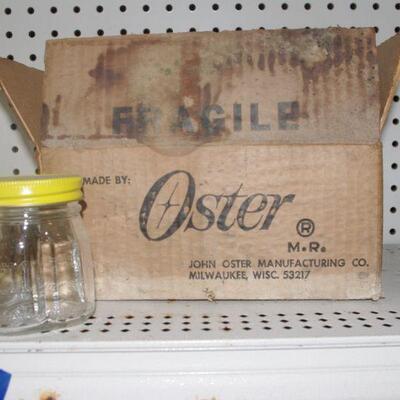 FRAGILE
MADE BY:
Oster
®
M.R.
JOHN OSTER MANUFACTURING CO.
MILWAUKEE, WISC. 53217